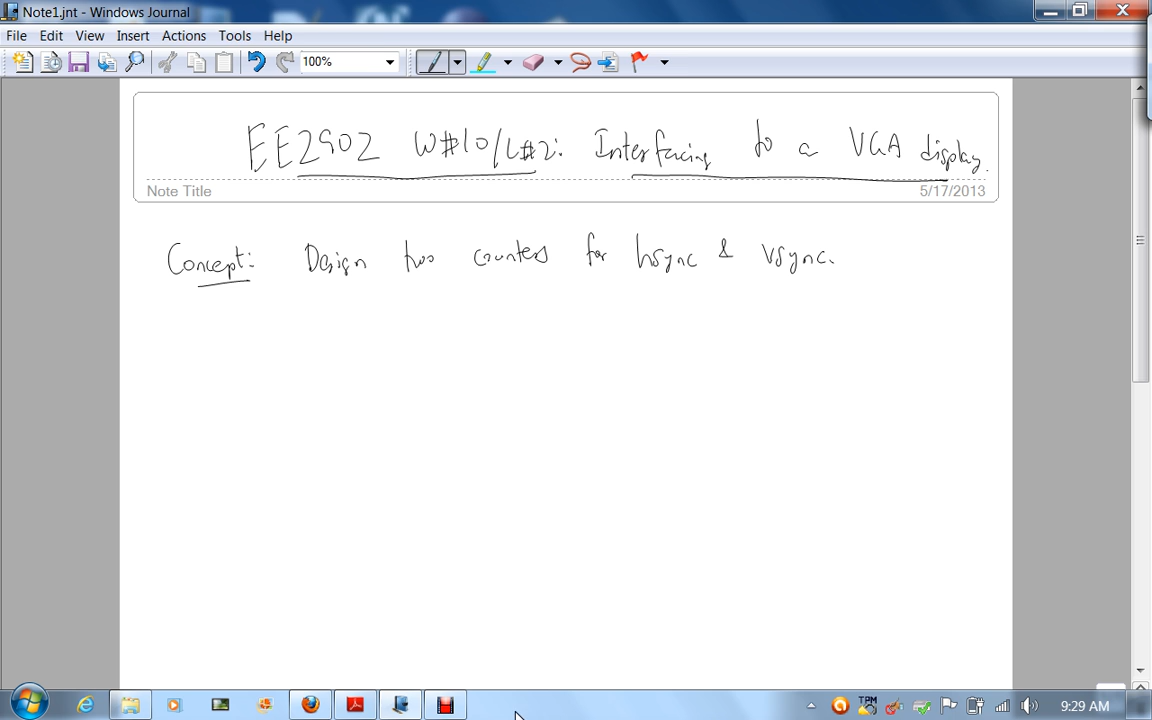 Note1.jnt - Windows Journal
File Edit View Insert Actions Tools Help
100%
EE2902 W#10/L#2: Interfacing to a VGA display.
Note Title
5/17/2013
Concept: Design two counters for hsync & vsync.
9:29 AM